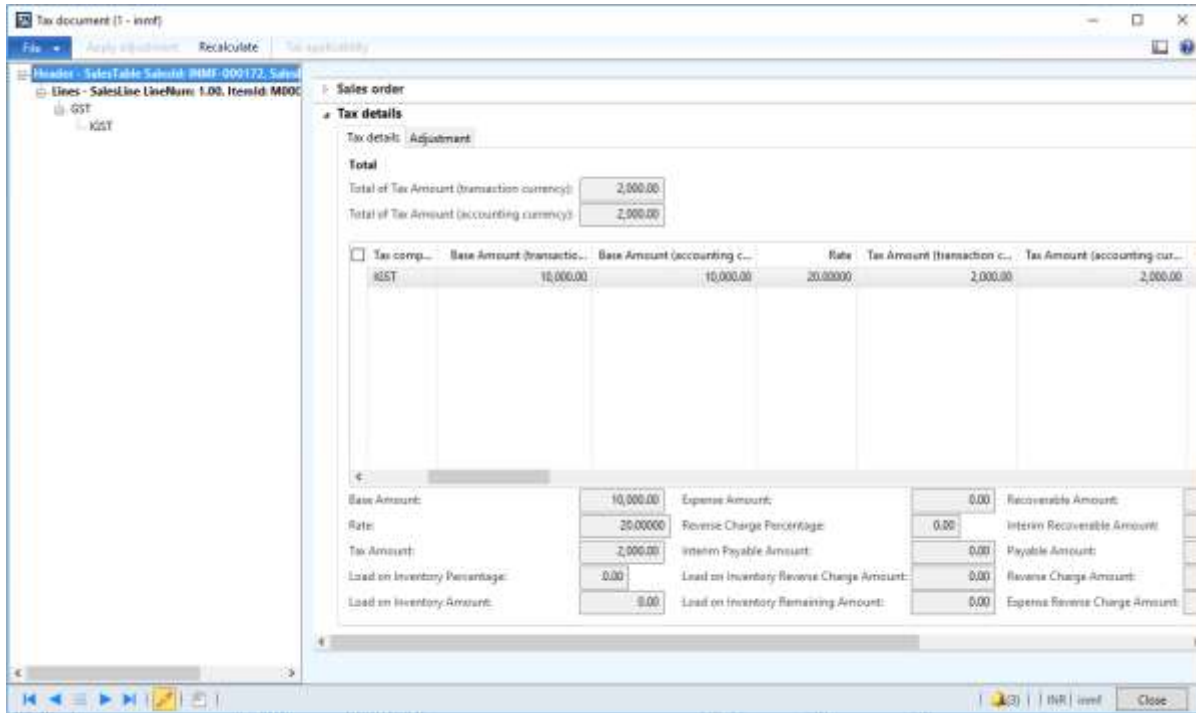 Tax document (1 - inmf)
File Apply adjustment Recalculate Tax applicability
Header - SalesTable SalesId: INMF-000172, Sales
Lines - SalesLine LineNum: 1.00, ItemId: M000
GST
IGST
Sales order
Tax details
Tax details Adjustment
Total
Total of Tax Amount (transaction currency): 2,000.00
Total of Tax Amount (accounting currency): 2,000.00
Tax comp... Base Amount (transactio... Base Amount (accounting c... Rate Tax Amount (transaction c... Tax Amount (accounting cur...
IGST 10,000.00 10,000.00 20.00000 2,000.00 2,000.00
Base Amount: 10,000.00 Expense Amount: 0.00 Recoverable Amount:
Rate: 20.00000 Reverse Charge Percentage: 0.00 Interim Recoverable Amount:
Tax Amount: 2,000.00 Interim Payable Amount: 0.00 Payable Amount:
Load on Inventory Percentage: 0.00 Load on Inventory Reverse Charge Amount: 0.00 Reverse Charge Amount:
Load on Inventory Amount: 0.00 Load on Inventory Remaining Amount: 0.00 Expense Reverse Charge Amount:
(3) INR inmf Close